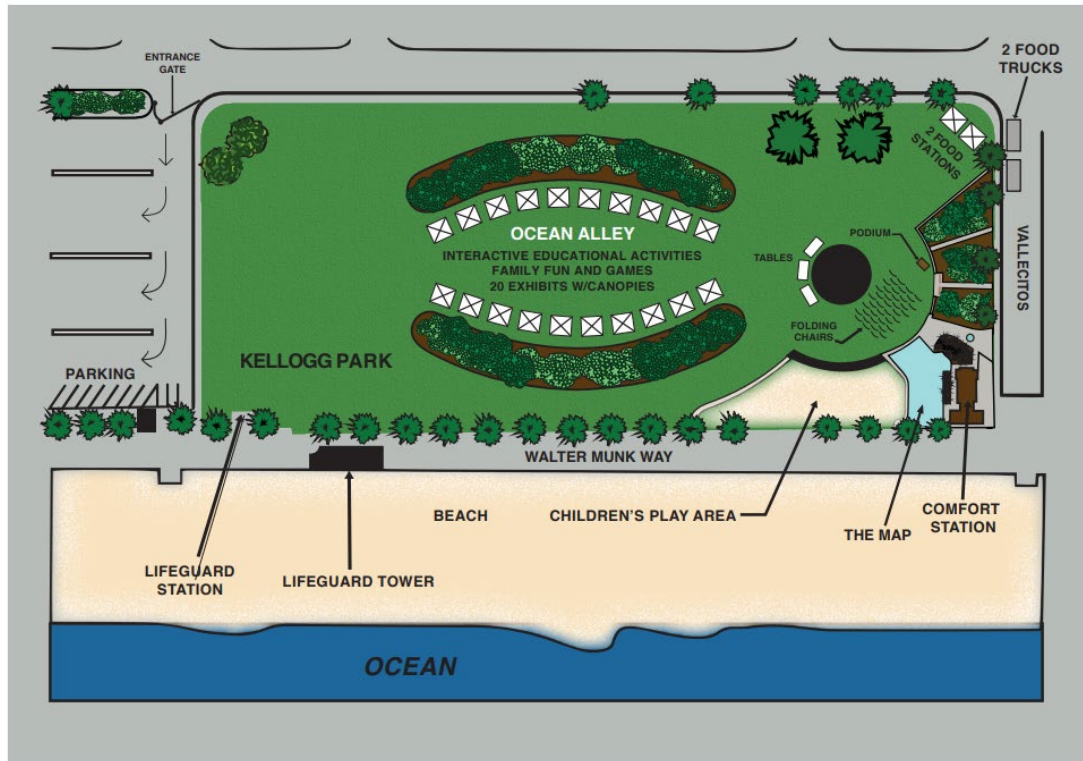 ENTRANCE
GATE
2 FOOD
TRUCKS
2 FOOD
STATIONS
OCEAN ALLEY
INTERACTIVE EDUCATIONAL ACTIVITIES
FAMILY FUN AND GAMES
20 EXHIBITS W/CANOPIES
PODIUM
TABLES
VALLECITOS
FOLDING
CHAIRS
KELLOGG PARK
PARKING
WALTER MUNK WAY
BEACH
CHILDREN'S PLAY AREA
THE MAP
COMFORT
STATION
LIFEGUARD
STATION
LIFEGUARD TOWER
OCEAN